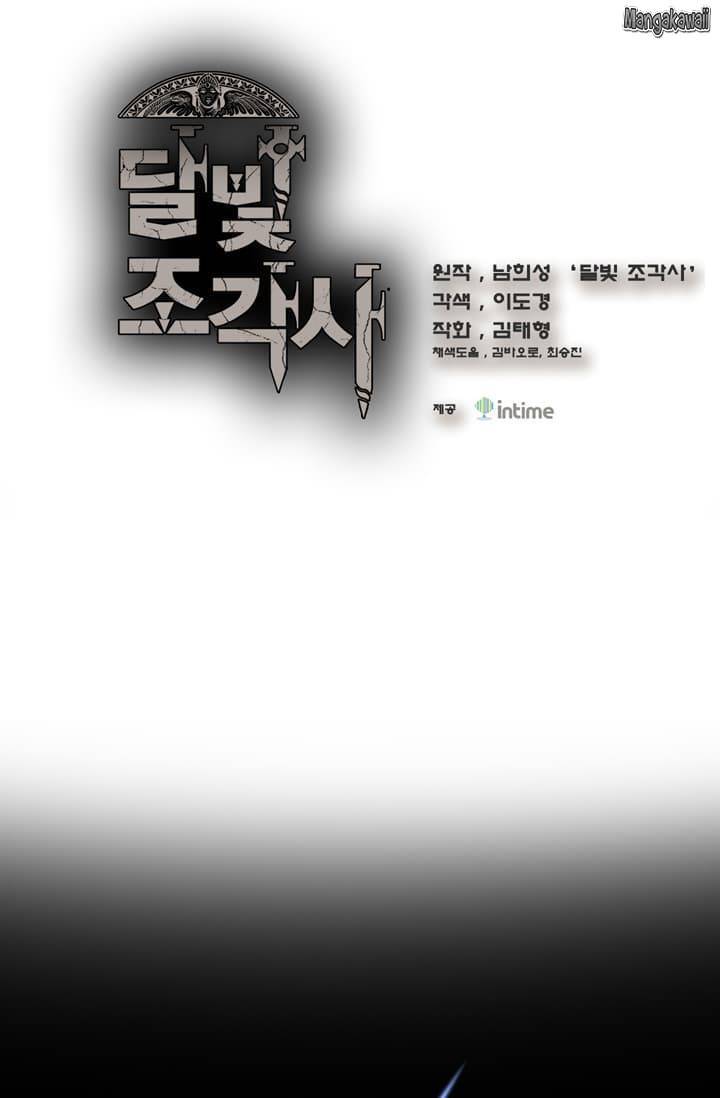 Mangakawaii
달빛
조각사
원작 , 남희성 '달빛 조각사'
각색 , 이도경
작화 , 김태형
채색도움 , 김바오로, 최승진
제공 intime